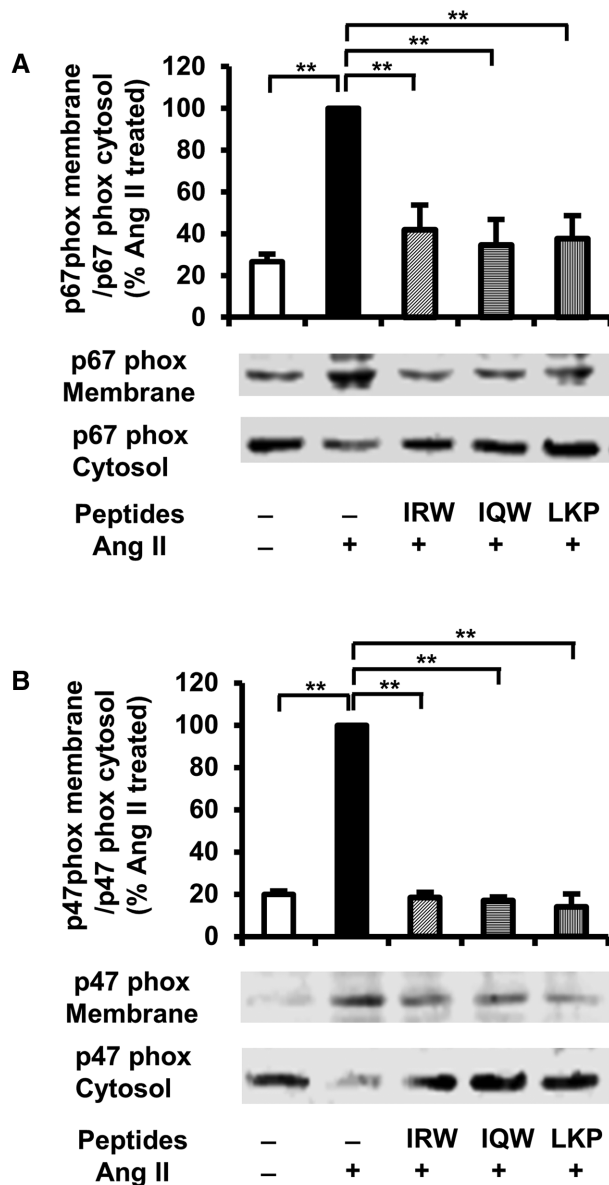 A
**
**
**
**
p67phox membrane
/p67 phox cytosol
(% Ang II treated)
120
100
80
60
40
20
0
p67 phox
Membrane
p67 phox
Cytosol
Peptides – – IRW IQW LKP
Ang II – + + + +
B
**
**
**
**
p47phox membrane
/p47 phox cytosol
(% Ang II treated)
120
100
80
60
40
20
0
p47 phox
Membrane
p47 phox
Cytosol
Peptides – – IRW IQW LKP
Ang II – + + + +